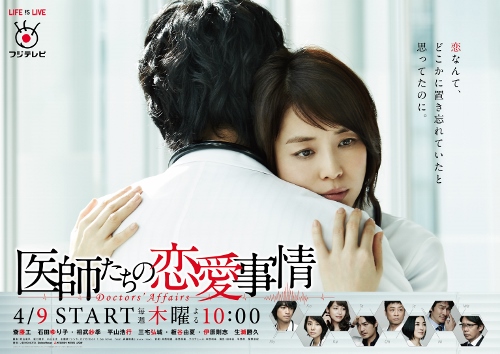 LIFE IS LIVE
フジテレビ
恋なんて、
どこかに置き忘れていたと
思ってたのに。
医師たちの恋愛事情
Doctors' Affairs
4/9 START 毎週木曜よる10:00
斎藤工・石田ゆり子・相武紗季・平山浩行・三宅弘城・板谷由夏・伊原剛志・生瀬勝久